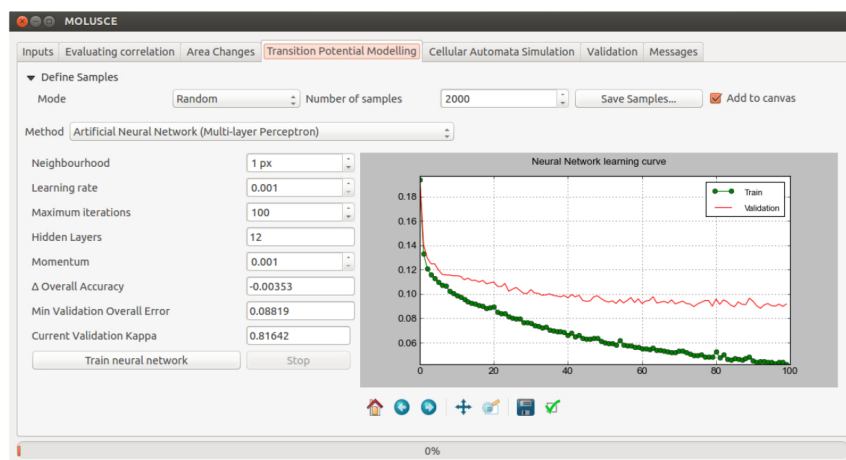 MOLUSCE
Inputs Evaluating correlation Area Changes Transition Potential Modelling Cellular Automata Simulation Validation Messages
Define Samples
Mode Random Number of samples 2000 Save Samples... Add to canvas
Method Artificial Neural Network (Multi-layer Perceptron)
Neighbourhood 1 px
Learning rate 0.001
Maximum iterations 100
Hidden Layers 12
Momentum 0.001
Δ Overall Accuracy -0.00353
Min Validation Overall Error 0.08819
Current Validation Kappa 0.81642
Train neural network Stop
Neural Network learning curve
Train
Validation
0.18
0.16
0.14
0.12
0.10
0.08
0.06
0 20 40 60 80 100
0%